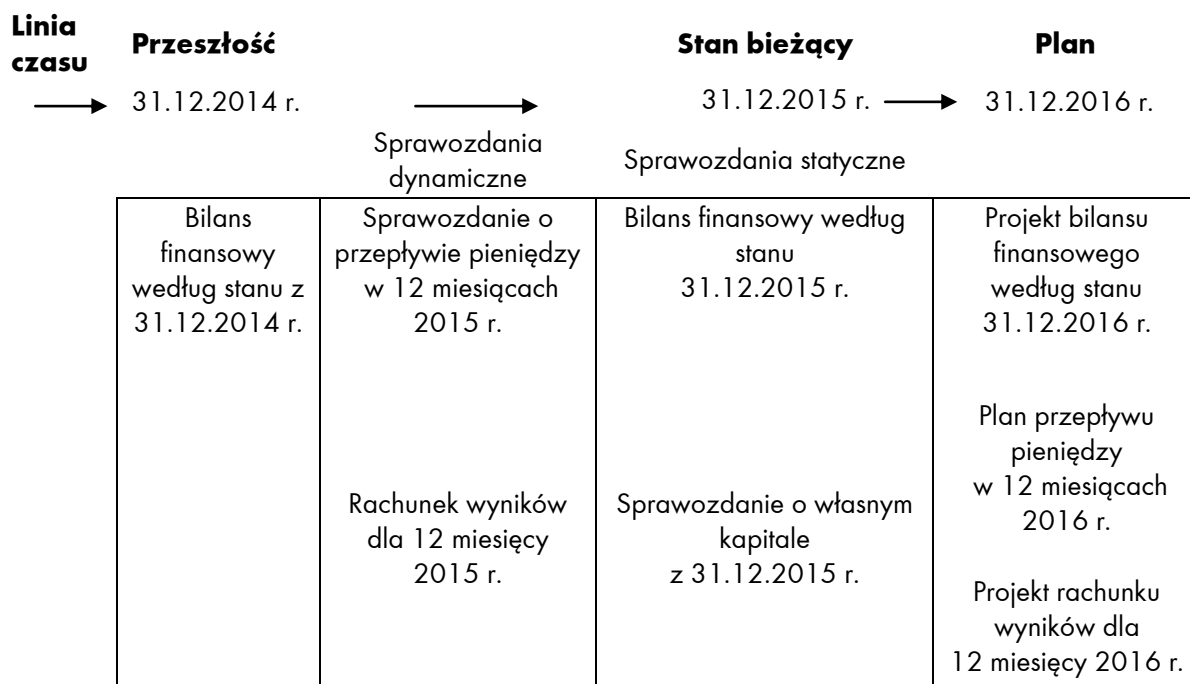 Linia
czasu
Przeszłość
Stan bieżący
Plan
31.12.2014 r.
31.12.2015 r.
31.12.2016 r.
Sprawozdania
dynamiczne
Sprawozdania statyczne
Bilans
finansowy
według stanu z
31.12.2014 r.
Sprawozdanie o
przepływie pieniędzy
w 12 miesiącach
2015 r.
Rachunek wyników
dla 12 miesięcy
2015 r.
Bilans finansowy według
stanu
31.12.2015 r.
Sprawozdanie o własnym
kapitale
z 31.12.2015 r.
Projekt bilansu
finansowego
według stanu
31.12.2016 r.
Plan przepływu
pieniędzy
w 12 miesiącach
2016 r.
Projekt rachunku
wyników dla
12 miesięcy 2016 r.